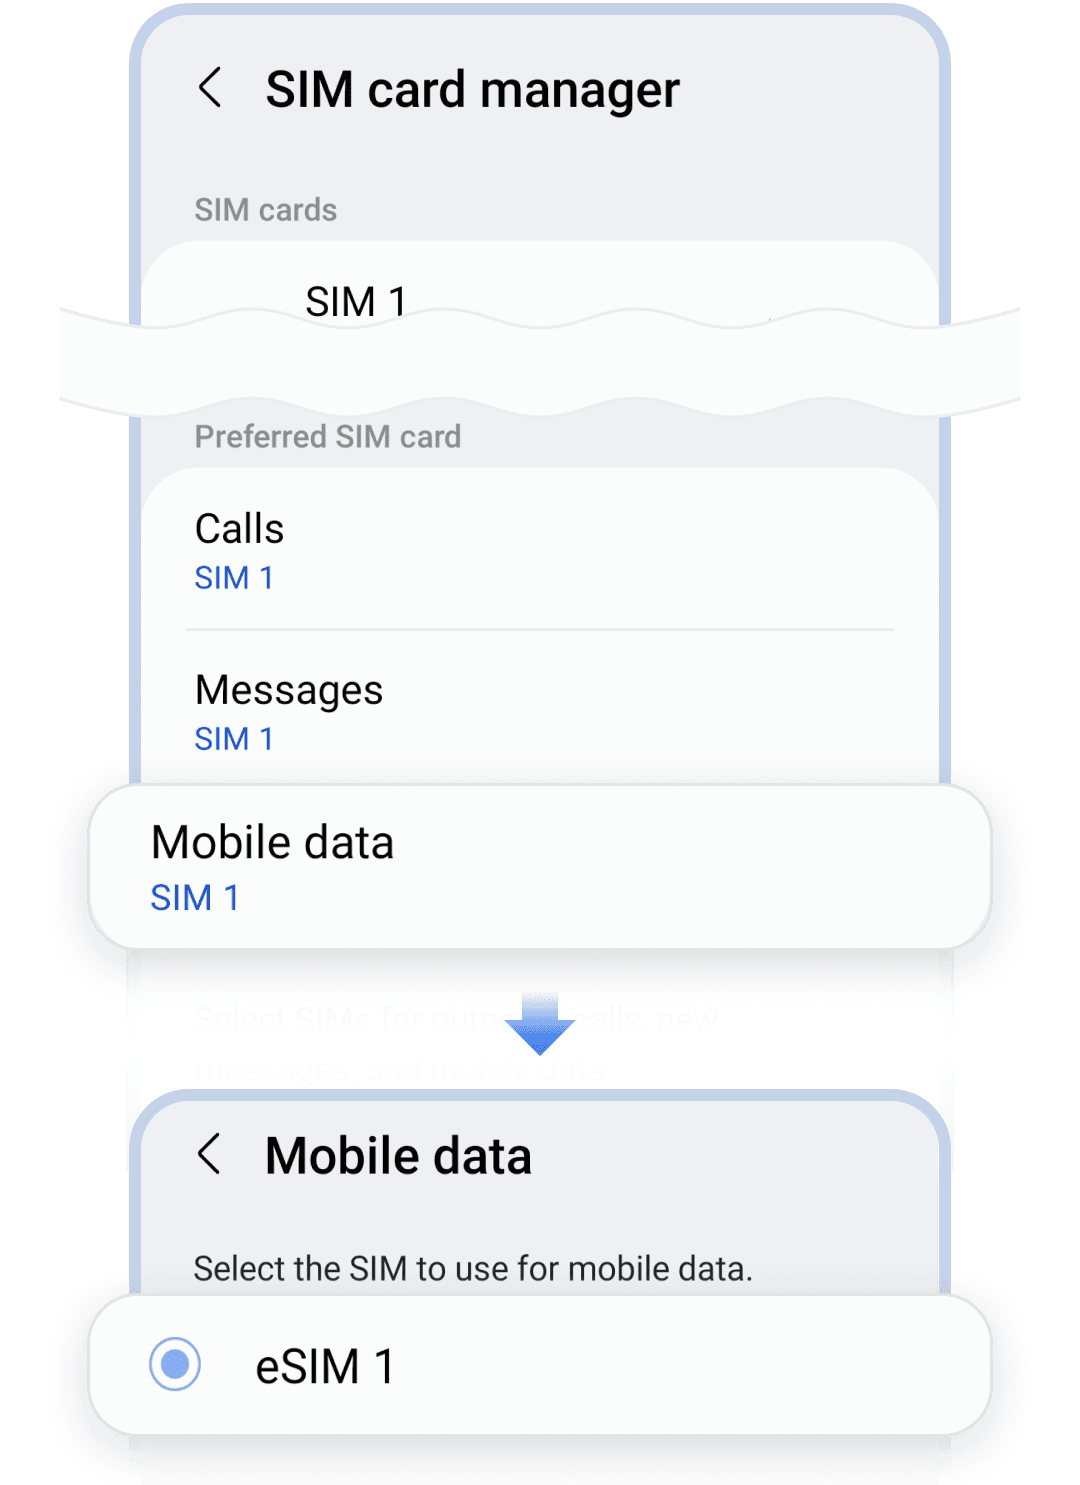 SIM card manager
SIM cards
SIM 1
Preferred SIM card
Calls
SIM 1
Messages
SIM 1
Mobile data
SIM 1
Select SIMs for calls, new
messages, and mobile data.
Mobile data
Select the SIM to use for mobile data.
eSIM 1